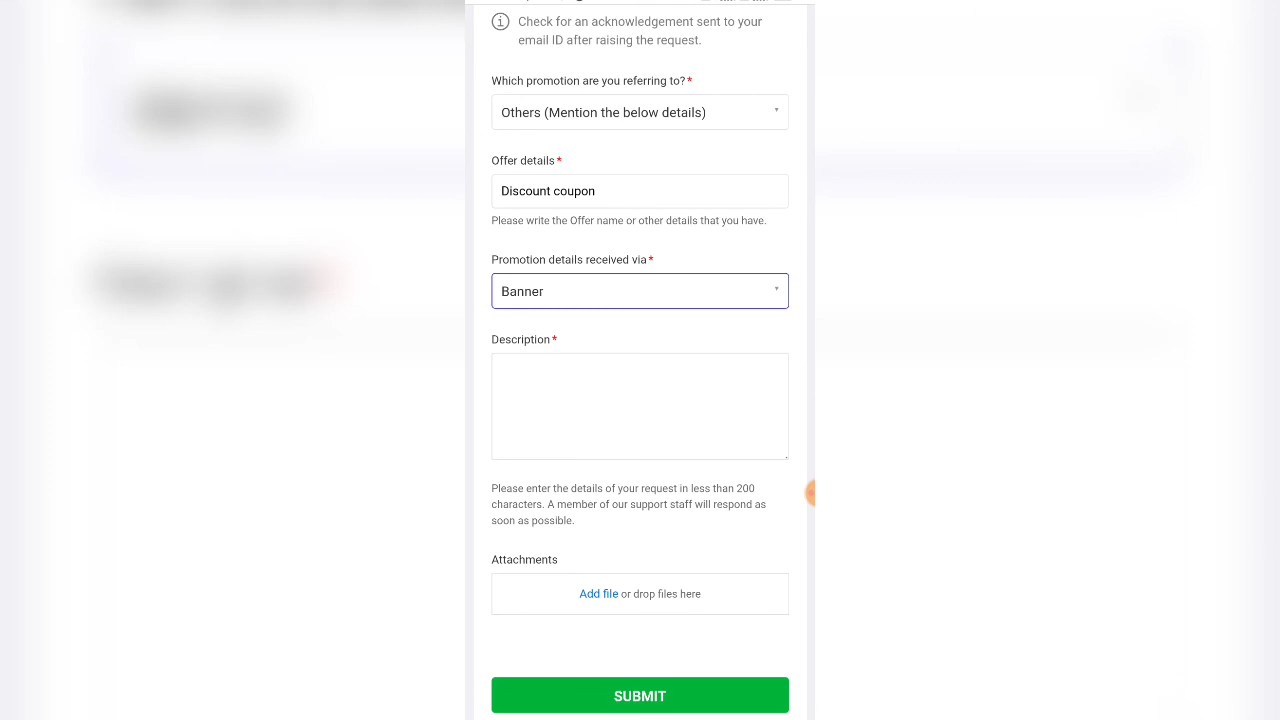 Check for an acknowledgement sent to your
email ID after raising the request.
Which promotion are you referring to?*
Others (Mention the below details)
Offer details*
Discount coupon
Please write the Offer name or other details that you have.
Promotion details received via*
Banner
Description*
Please enter the details of your request in less than 200
characters. A member of our support staff will respond as
soon as possible.
Attachments
Add file or drop files here
SUBMIT